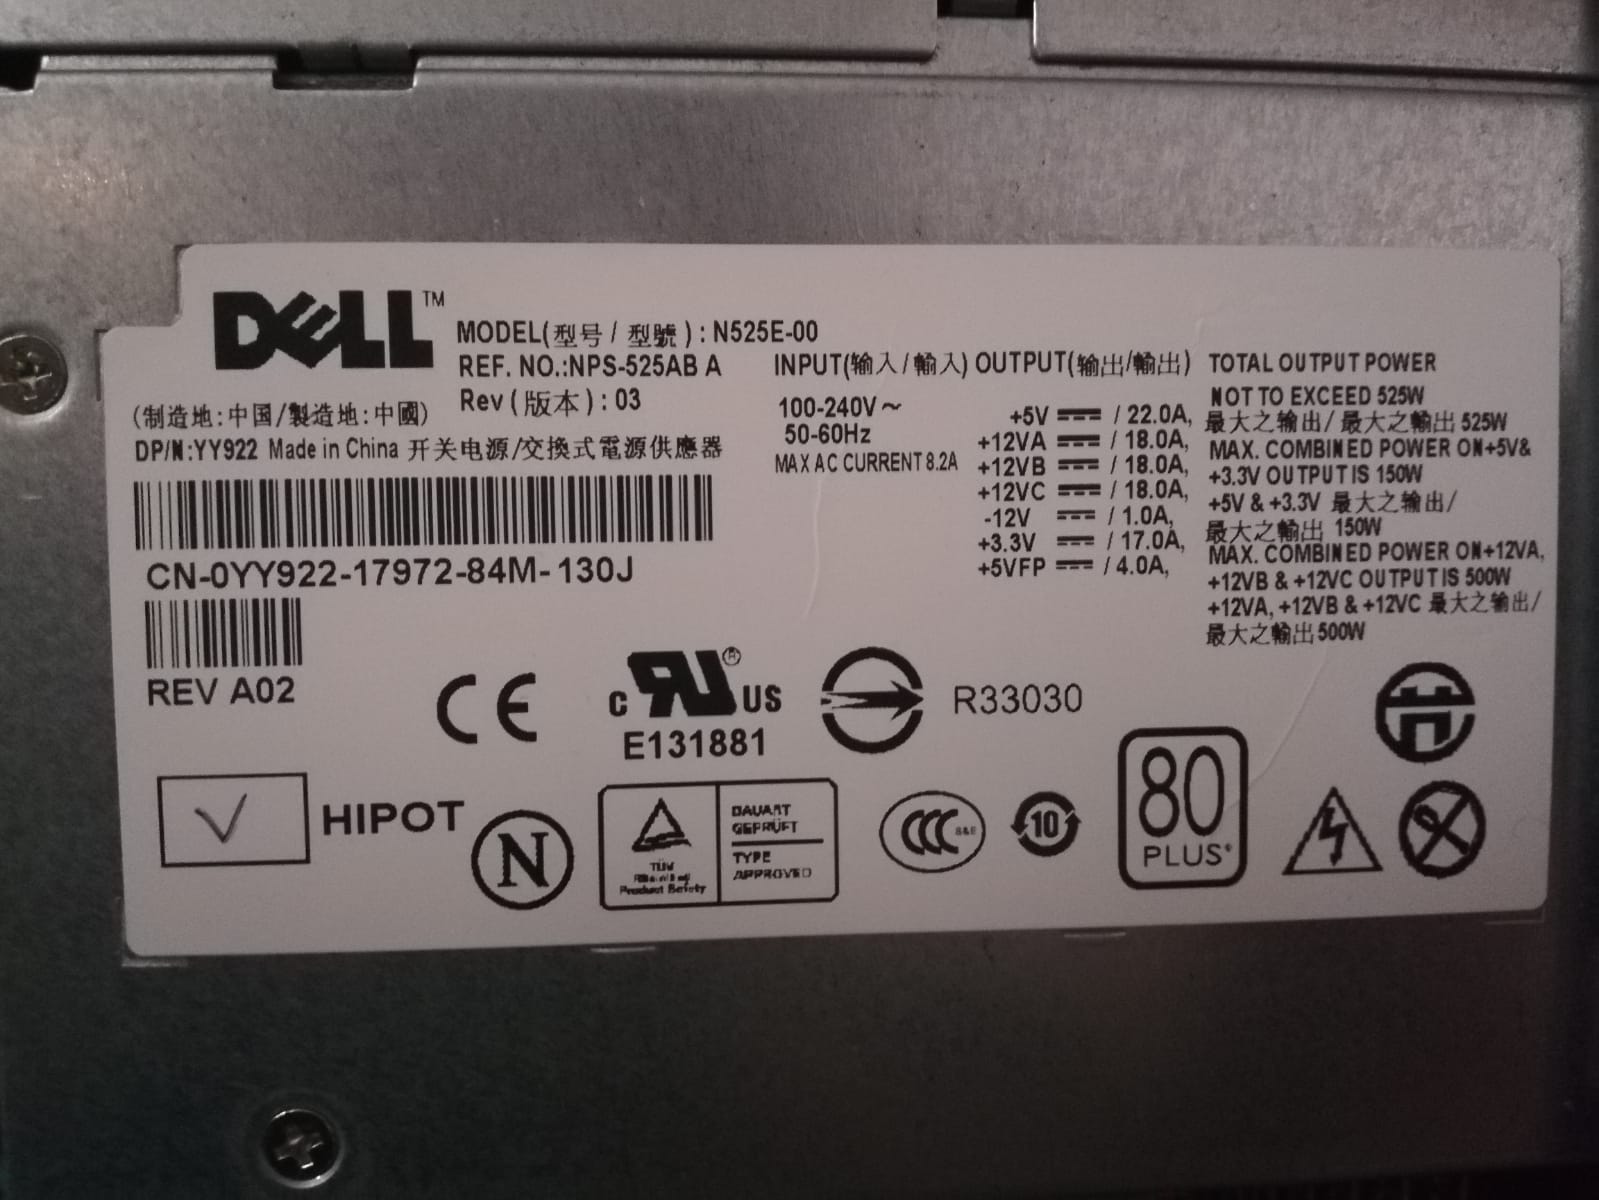 DELL™
MODEL(型号 / 型號) : N525E-00
REF. NO.:NPS-525AB A
Rev (版本) : 03
(制造地:中国/製造地:中國)
DP/N:YY922 Made in China 开关电源/交換式電源供應器
CN-0YY922-17972-84M-130J
REV A02
INPUT(输入/輸入)
100-240V~
50-60Hz
MAX AC CURRENT 8.2A
OUTPUT(输出/輸出)
+5V ⎓ / 22.0A,
+12VA ⎓ / 18.0A,
+12VB ⎓ / 18.0A,
+12VC ⎓ / 18.0A,
-12V ⎓ / 1.0A,
+3.3V ⎓ / 17.0A,
+5VFP ⎓ / 4.0A,
TOTAL OUTPUT POWER
NOT TO EXCEED 525W
最大之输出/ 最大之輸出 525W
MAX. COMBINED POWER ON+5V&
+3.3V OUTPUT IS 150W
+5V & +3.3V 最大之输出/
最大之輸出 150W
MAX. COMBINED POWER ON+12VA,
+12VB & +12VC OUTPUT IS 500W
+12VA, +12VB & +12VC 最大之输出/
最大之輸出 500W
CE
c RU® US
E131881
R33030
HIPOT
N
TÜV
Product Safety
BAUART
GEPRÜFT
TYPE
APPROVED
CCC S&E
10
80
PLUS®